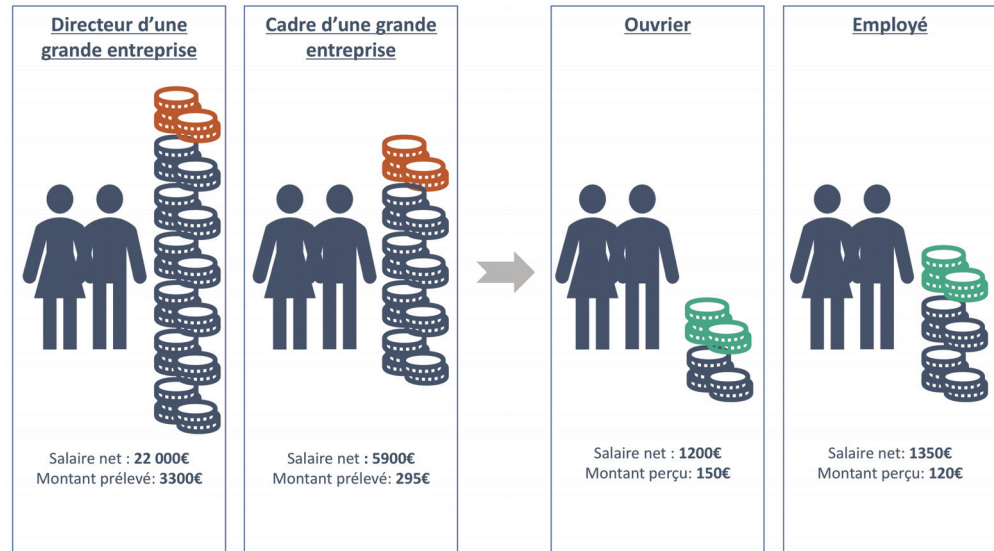 Directeur d’une
grande entreprise
Salaire net : 22 000€
Montant prélevé: 3300€
Cadre d’une grande
entreprise
Salaire net : 5900€
Montant prélevé: 295€
Ouvrier
Salaire net : 1200€
Montant perçu: 150€
Employé
Salaire net: 1350€
Montant perçu: 120€